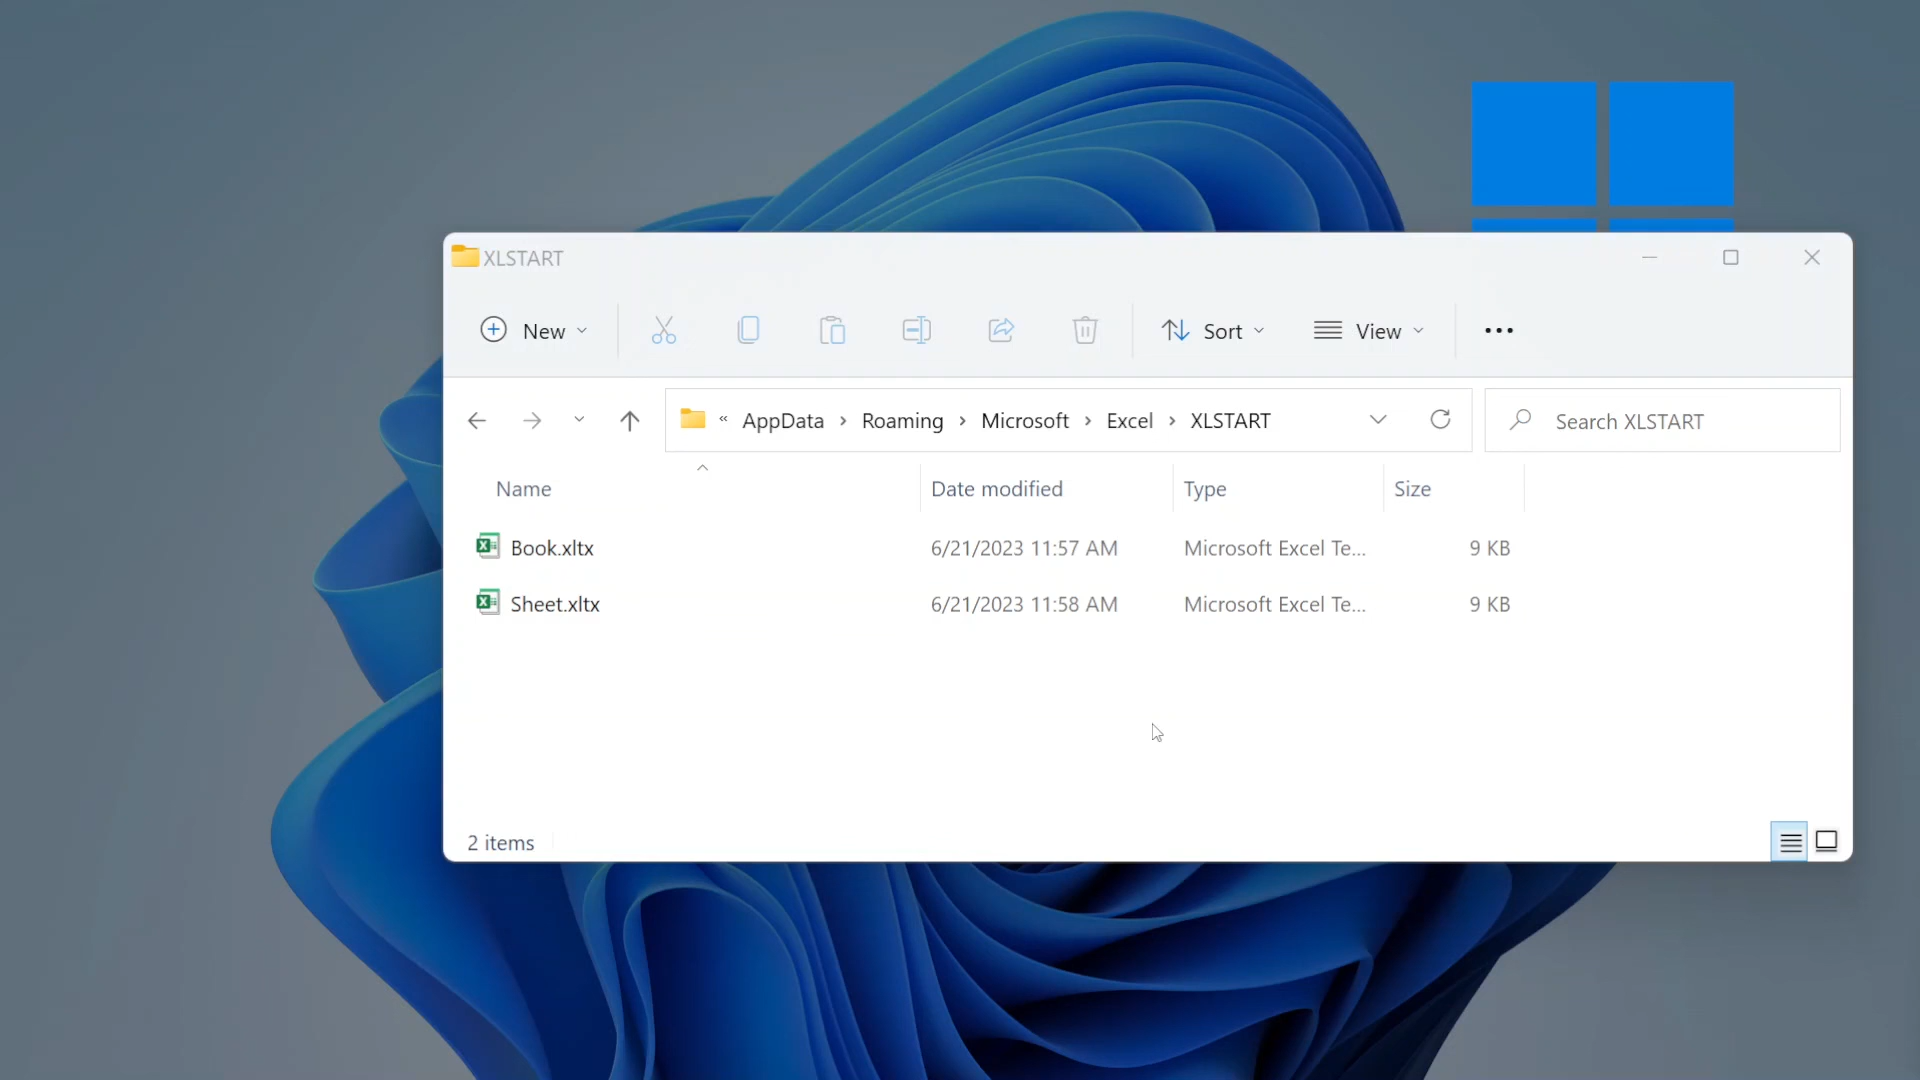 XLSTART
New
Sort
View
« AppData > Roaming > Microsoft > Excel > XLSTART
Search XLSTART
Name Date modified Type Size
Book.xltx 6/21/2023 11:57 AM Microsoft Excel Te... 9 KB
Sheet.xltx 6/21/2023 11:58 AM Microsoft Excel Te... 9 KB
2 items